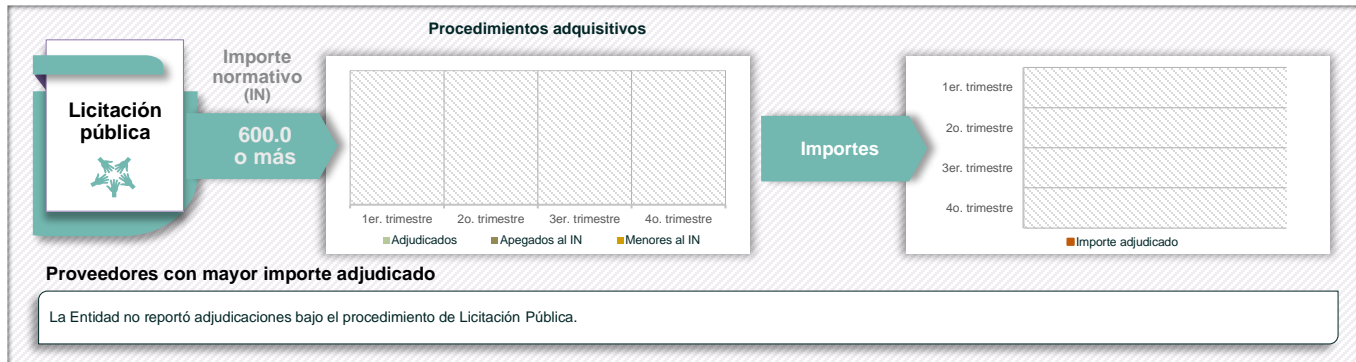 Procedimientos adquisitivos
Licitación
pública
Importe
normativo
(IN)
600.0
o más
1er. trimestre
2o. trimestre
3er. trimestre
4o. trimestre
Adjudicados
Apegados al IN
Menores al IN
Importes
1er. trimestre
2o. trimestre
3er. trimestre
4o. trimestre
Importe adjudicado
Proveedores con mayor importe adjudicado
La Entidad no reportó adjudicaciones bajo el procedimiento de Licitación Pública.